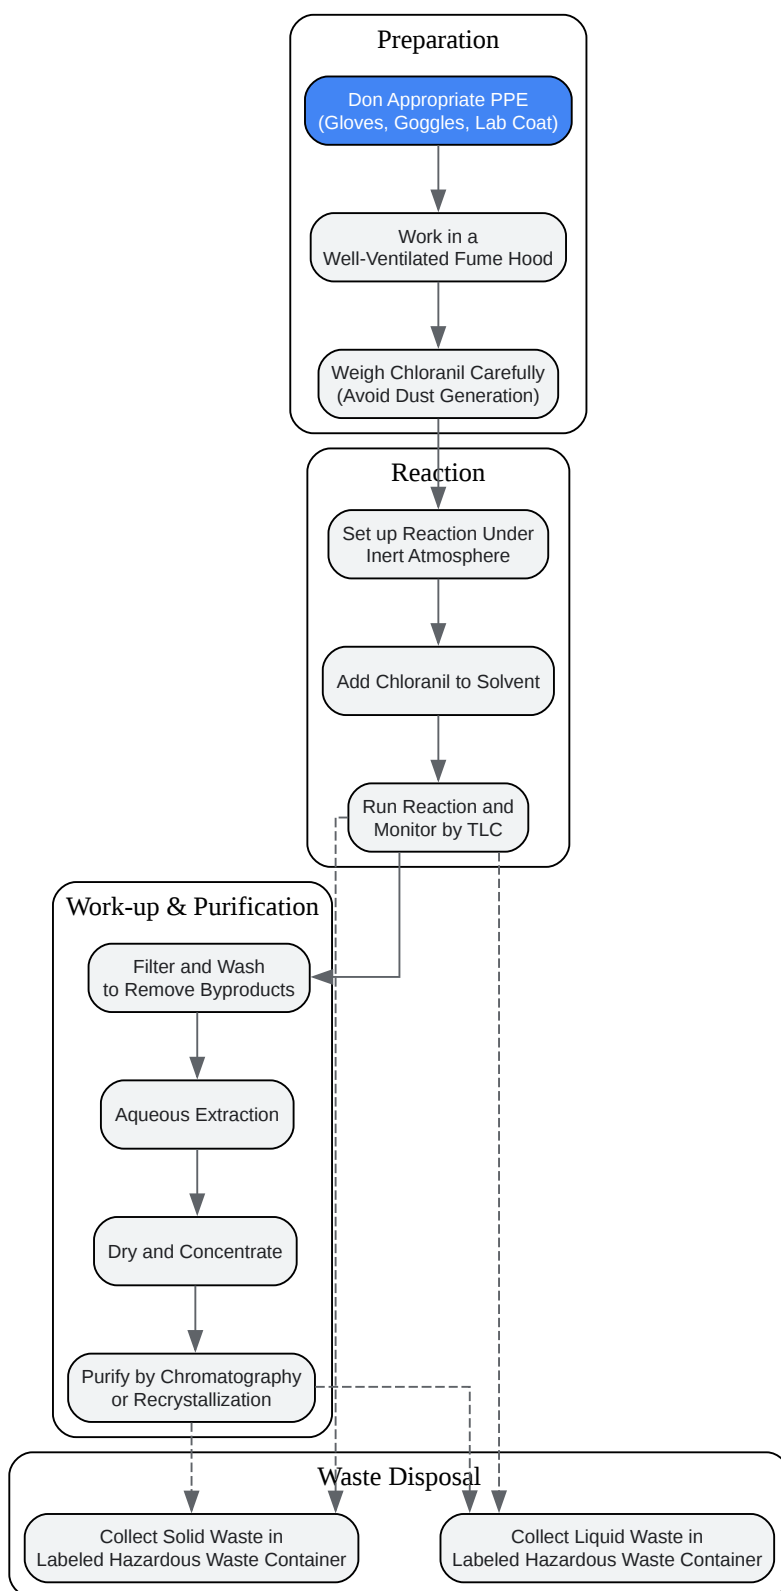 Preparation
Don Appropriate PPE
(Gloves, Goggles, Lab Coat)
Work in a
Well-Ventilated Fume Hood
Weigh Chloranil Carefully
(Avoid Dust Generation)
Reaction
Set up Reaction Under
Inert Atmosphere
Add Chloranil to Solvent
Run Reaction and
Monitor by TLC
Work-up & Purification
Filter and Wash
to Remove Byproducts
Aqueous Extraction
Dry and Concentrate
Purify by Chromatography
or Recrystallization
Waste Disposal
Collect Solid Waste in
Labeled Hazardous Waste Container
Collect Liquid Waste in
Labeled Hazardous Waste Container